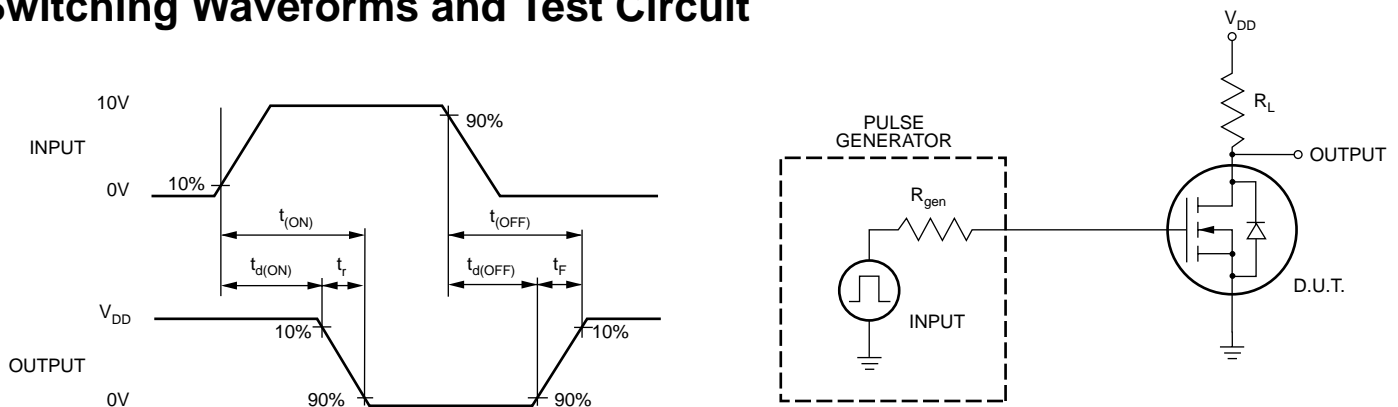 Switching Waveforms and Test Circuit
10V
INPUT
0V
10%
90%
t(ON)
t(OFF)
td(ON)
tr
td(OFF)
tF
VDD
OUTPUT
0V
10%
90%
10%
90%
VDD
RL
OUTPUT
PULSE
GENERATOR
Rgen
INPUT
D.U.T.